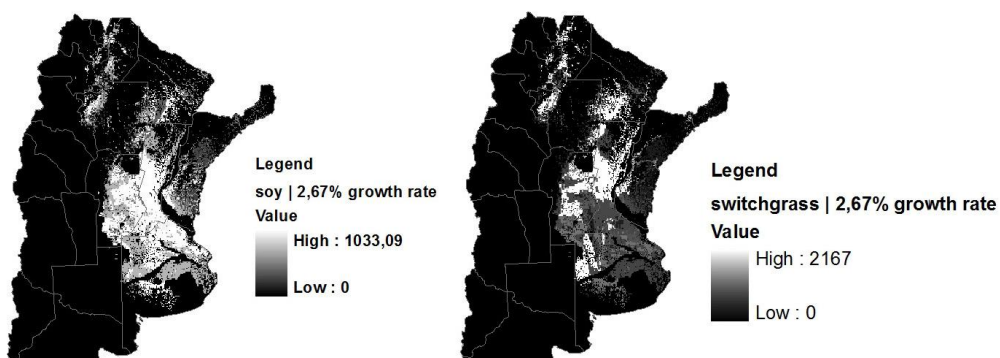 Legend
soy | 2,67% growth rate
Value
High : 1033,09
Low : 0
Legend
switchgrass | 2,67% growth rate
Value
High : 2167
Low : 0